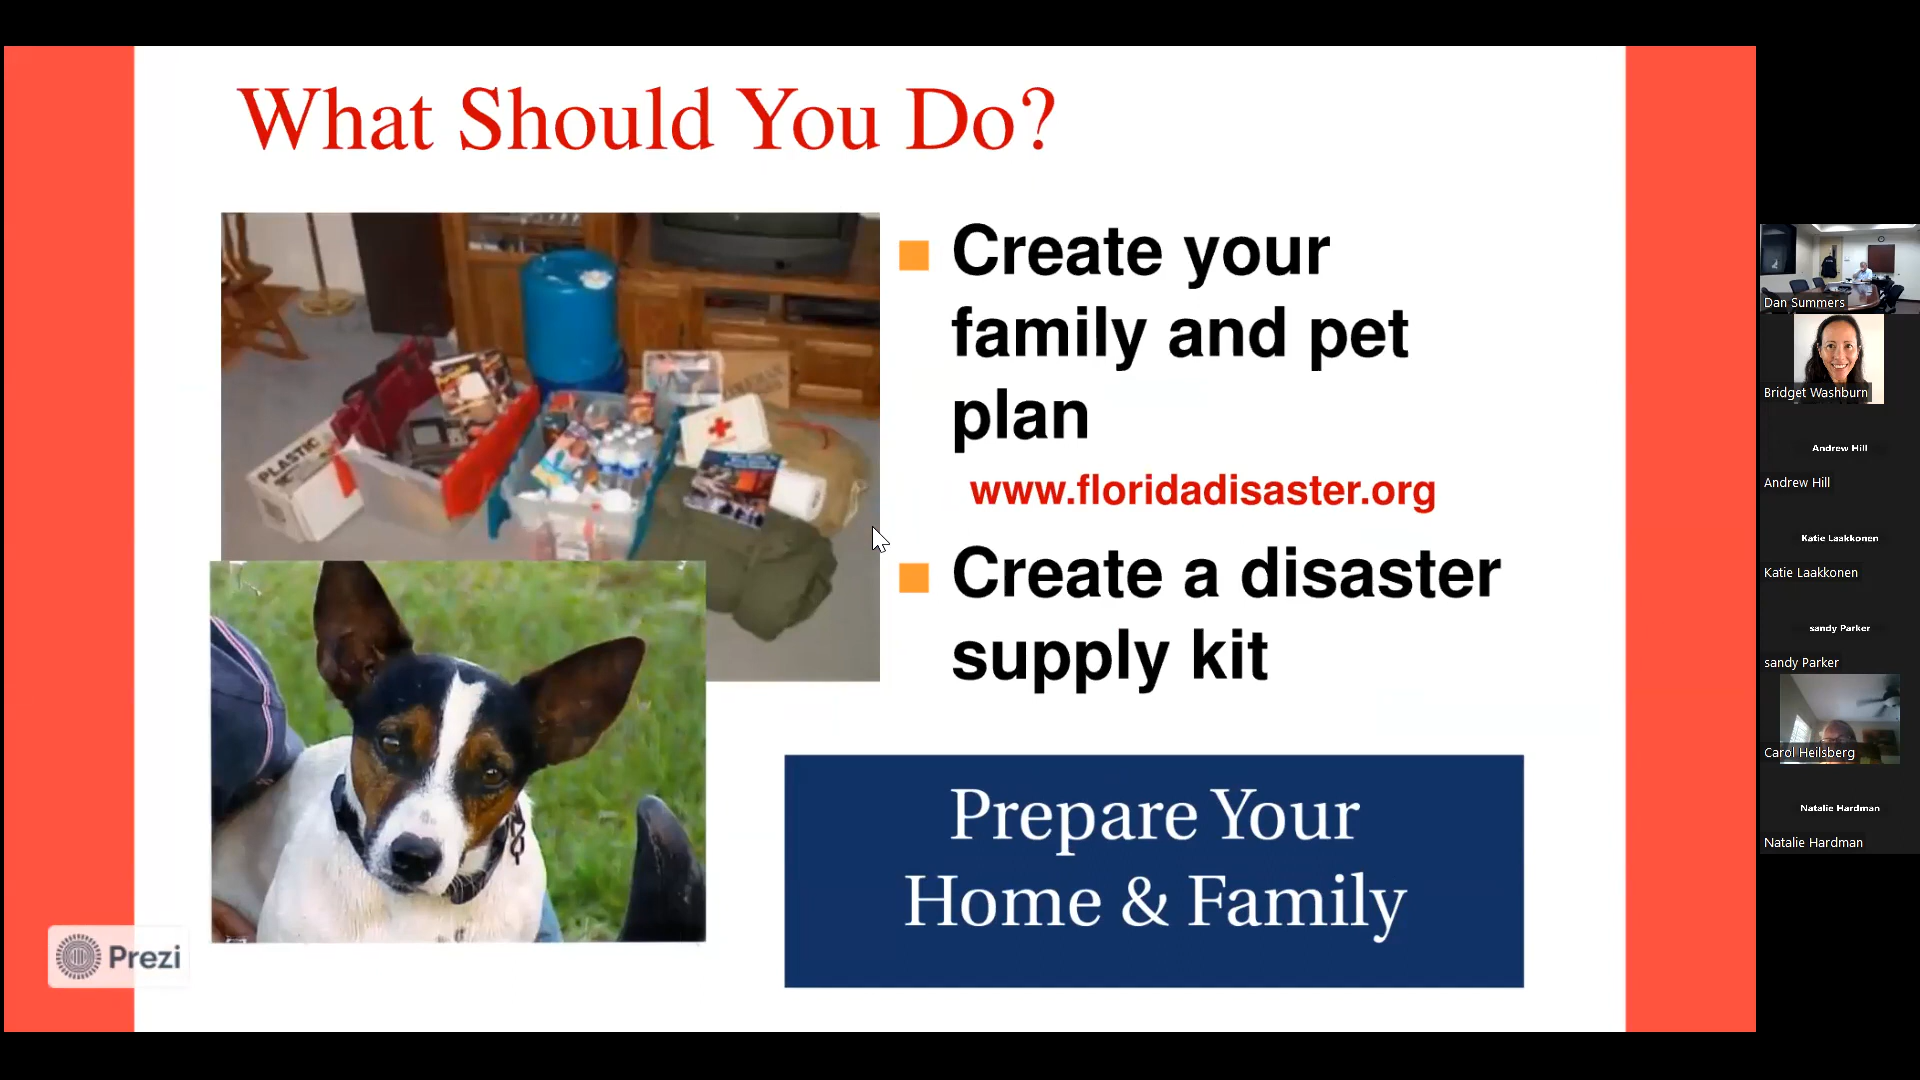 What Should You Do?
Create your
family and pet
plan
www.floridadisaster.org
Create a disaster
supply kit
PLASTIC
Prepare Your
Home & Family
Prezi
Dan Summers
Bridget Washburn
Andrew Hill
Andrew Hill
Katie Laakkonen
Katie Laakkonen
sandy Parker
sandy Parker
Carol Heilsberg
Natalie Hardman
Natalie Hardman